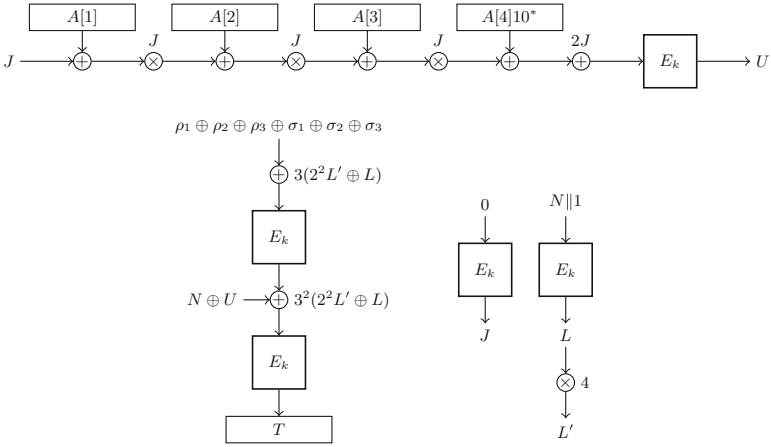 A[1] A[2] A[3] A[4]10*
J J J J 2J E_k U
ρ₁ ⊕ ρ₂ ⊕ ρ₃ ⊕ σ₁ ⊕ σ₂ ⊕ σ₃
3(2²L′ ⊕ L)
0 N‖1
E_k E_k E_k
N ⊕ U 3²(2²L′ ⊕ L)
J L
E_k
4
T L′